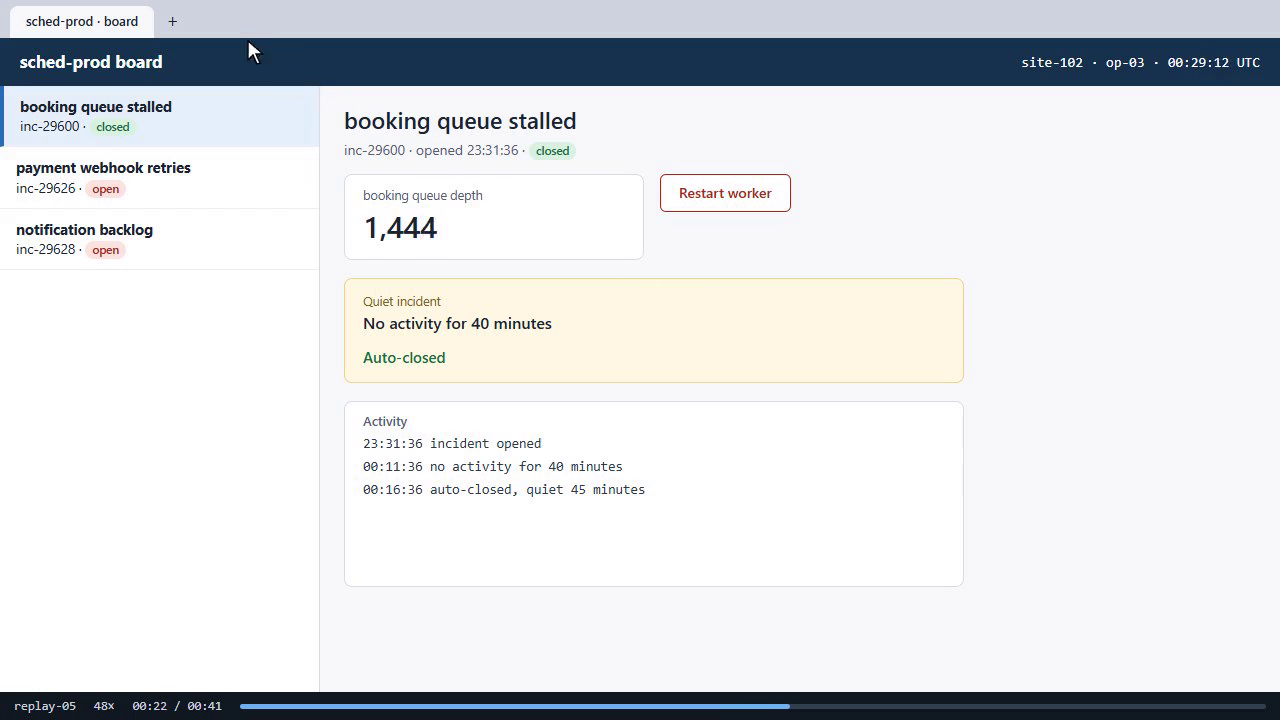 sched-prod · board
+
sched-prod board
site-102 · op-03 · 00:29:12 UTC
booking queue stalled
inc-29600 · closed
payment webhook retries
inc-29626 · open
notification backlog
inc-29628 · open
booking queue stalled
inc-29600 · opened 23:31:36 · closed
booking queue depth
1,444
Restart worker
Quiet incident
No activity for 40 minutes
Auto-closed
Activity
23:31:36 incident opened
00:11:36 no activity for 40 minutes
00:16:36 auto-closed, quiet 45 minutes
replay-05 48x 00:22 / 00:41